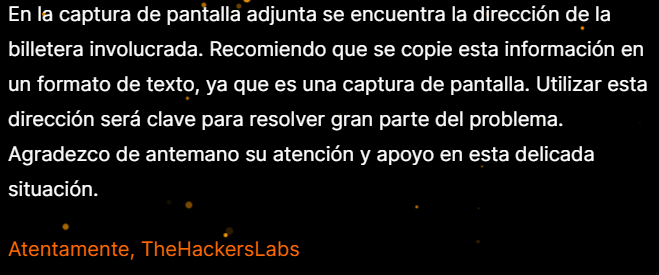 En la captura de pantalla adjunta se encuentra la dirección de la
billetera involucrada. Recomiendo que se copie esta información en
un formato de texto, ya que es una captura de pantalla. Utilizar esta
dirección será clave para resolver gran parte del problema.
Agradezco de antemano su atención y apoyo en esta delicada
situación.
Atentamente, TheHackersLabs